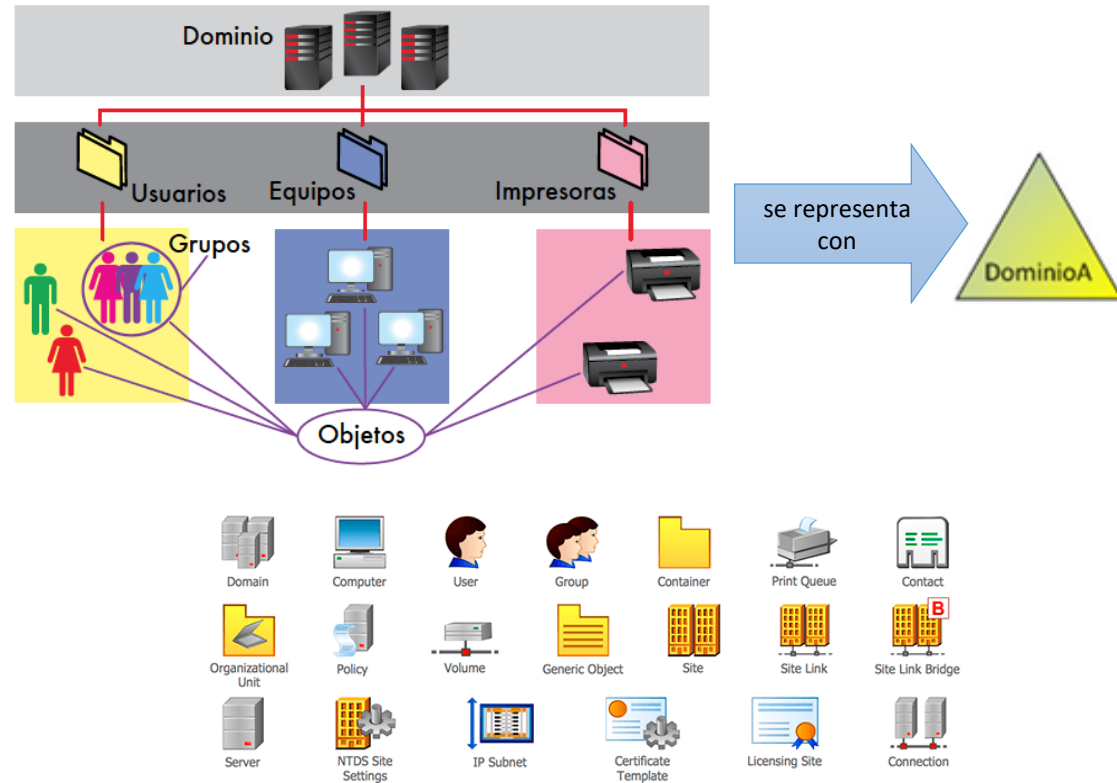 Dominio
Usuarios
Equipos
Impresoras
Grupos
Objetos
se representa
con
DominioA
Domain
Computer
User
Group
Container
Print Queue
Contact
Organizational
Unit
Policy
Volume
Generic Object
Site
Site Link
B
Site Link Bridge
Server
NTDS Site
Settings
IP Subnet
Certificate
Template
Licensing Site
Connection